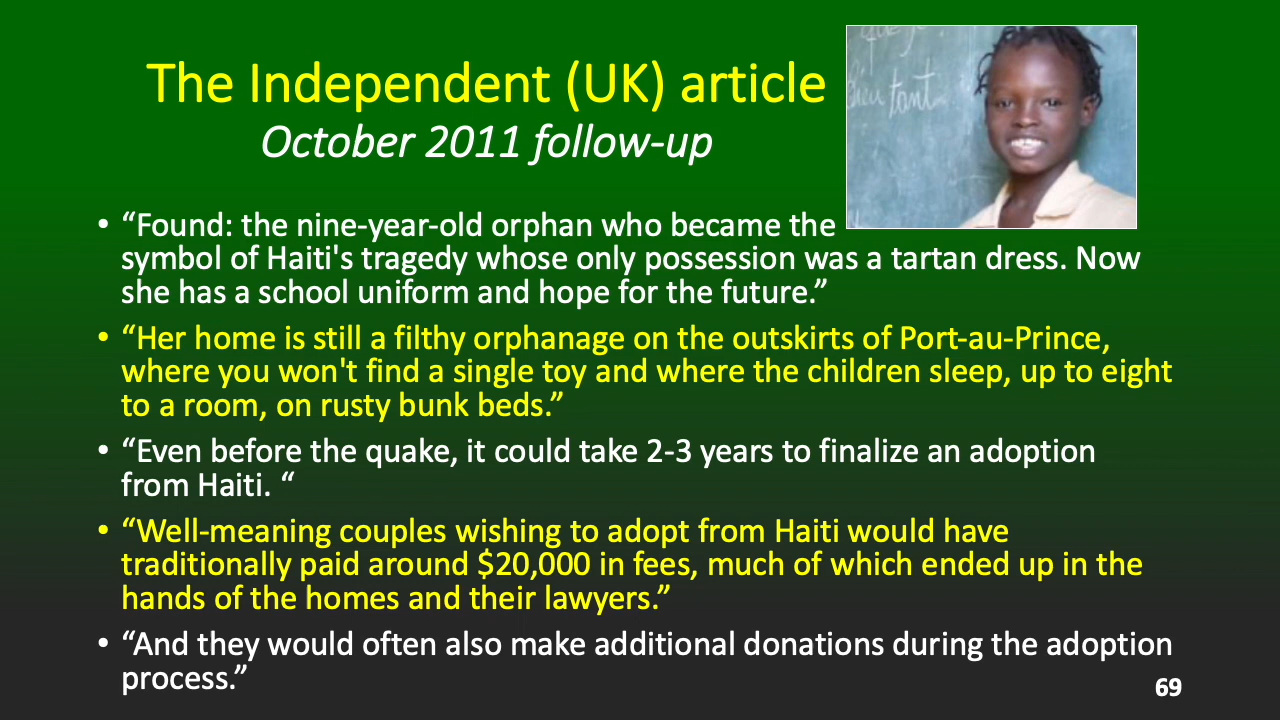 The Independent (UK) article
October 2011 follow-up
tant
• “Found: the nine-year-old orphan who became the
symbol of Haiti's tragedy whose only possession was a tartan dress. Now
she has a school uniform and hope for the future.”
• “Her home is still a filthy orphanage on the outskirts of Port-au-Prince,
where you won't find a single toy and where the children sleep, up to eight
to a room, on rusty bunk beds.”
• “Even before the quake, it could take 2-3 years to finalize an adoption
from Haiti. “
• “Well-meaning couples wishing to adopt from Haiti would have
traditionally paid around $20,000 in fees, much of which ended up in the
hands of the homes and their lawyers.”
• “And they would often also make additional donations during the adoption
process.”
69